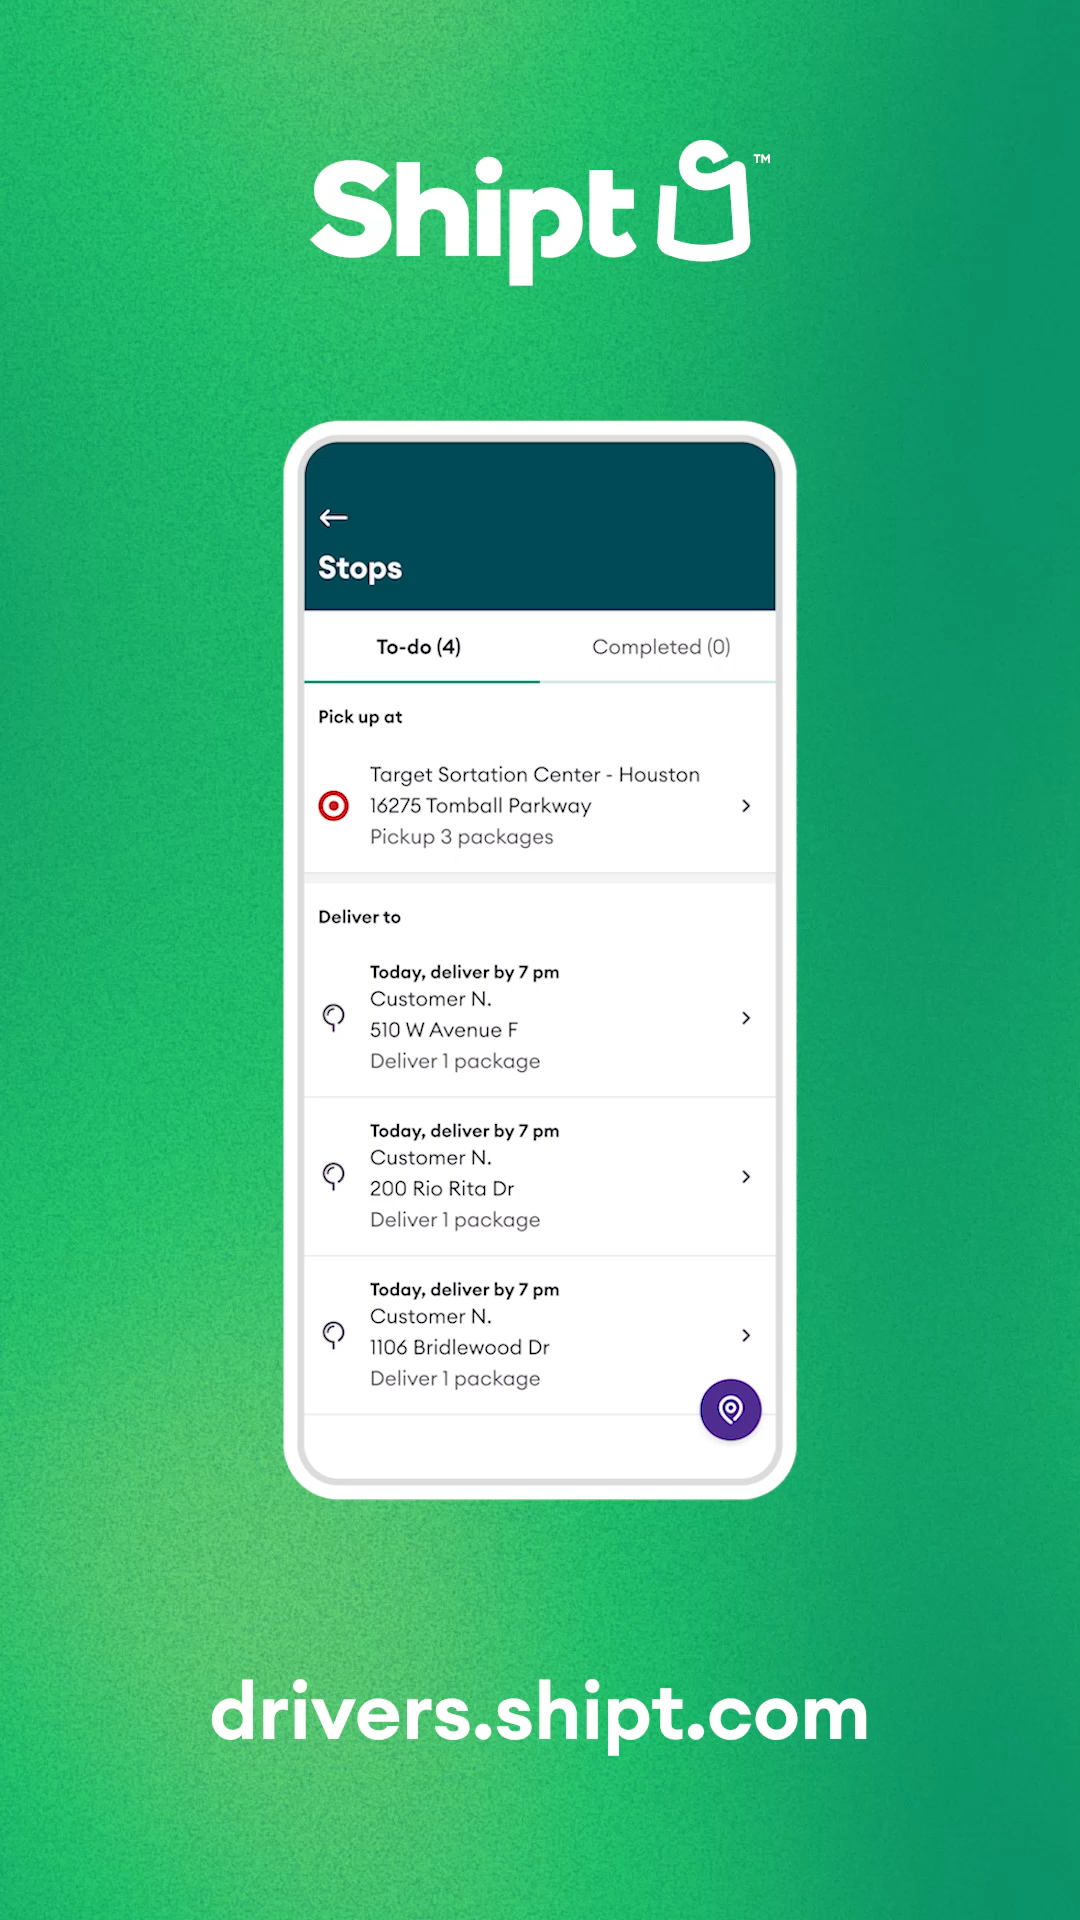 Shipt™
Stops
To-do (4)
Completed (0)
Pick up at
Target Sortation Center - Houston
16275 Tomball Parkway
Pickup 3 packages
Deliver to
Today, deliver by 7 pm
Customer N.
510 W Avenue F
Deliver 1 package
Today, deliver by 7 pm
Customer N.
200 Rio Rita Dr
Deliver 1 package
Today, deliver by 7 pm
Customer N.
1106 Bridlewood Dr
Deliver 1 package
drivers.shipt.com